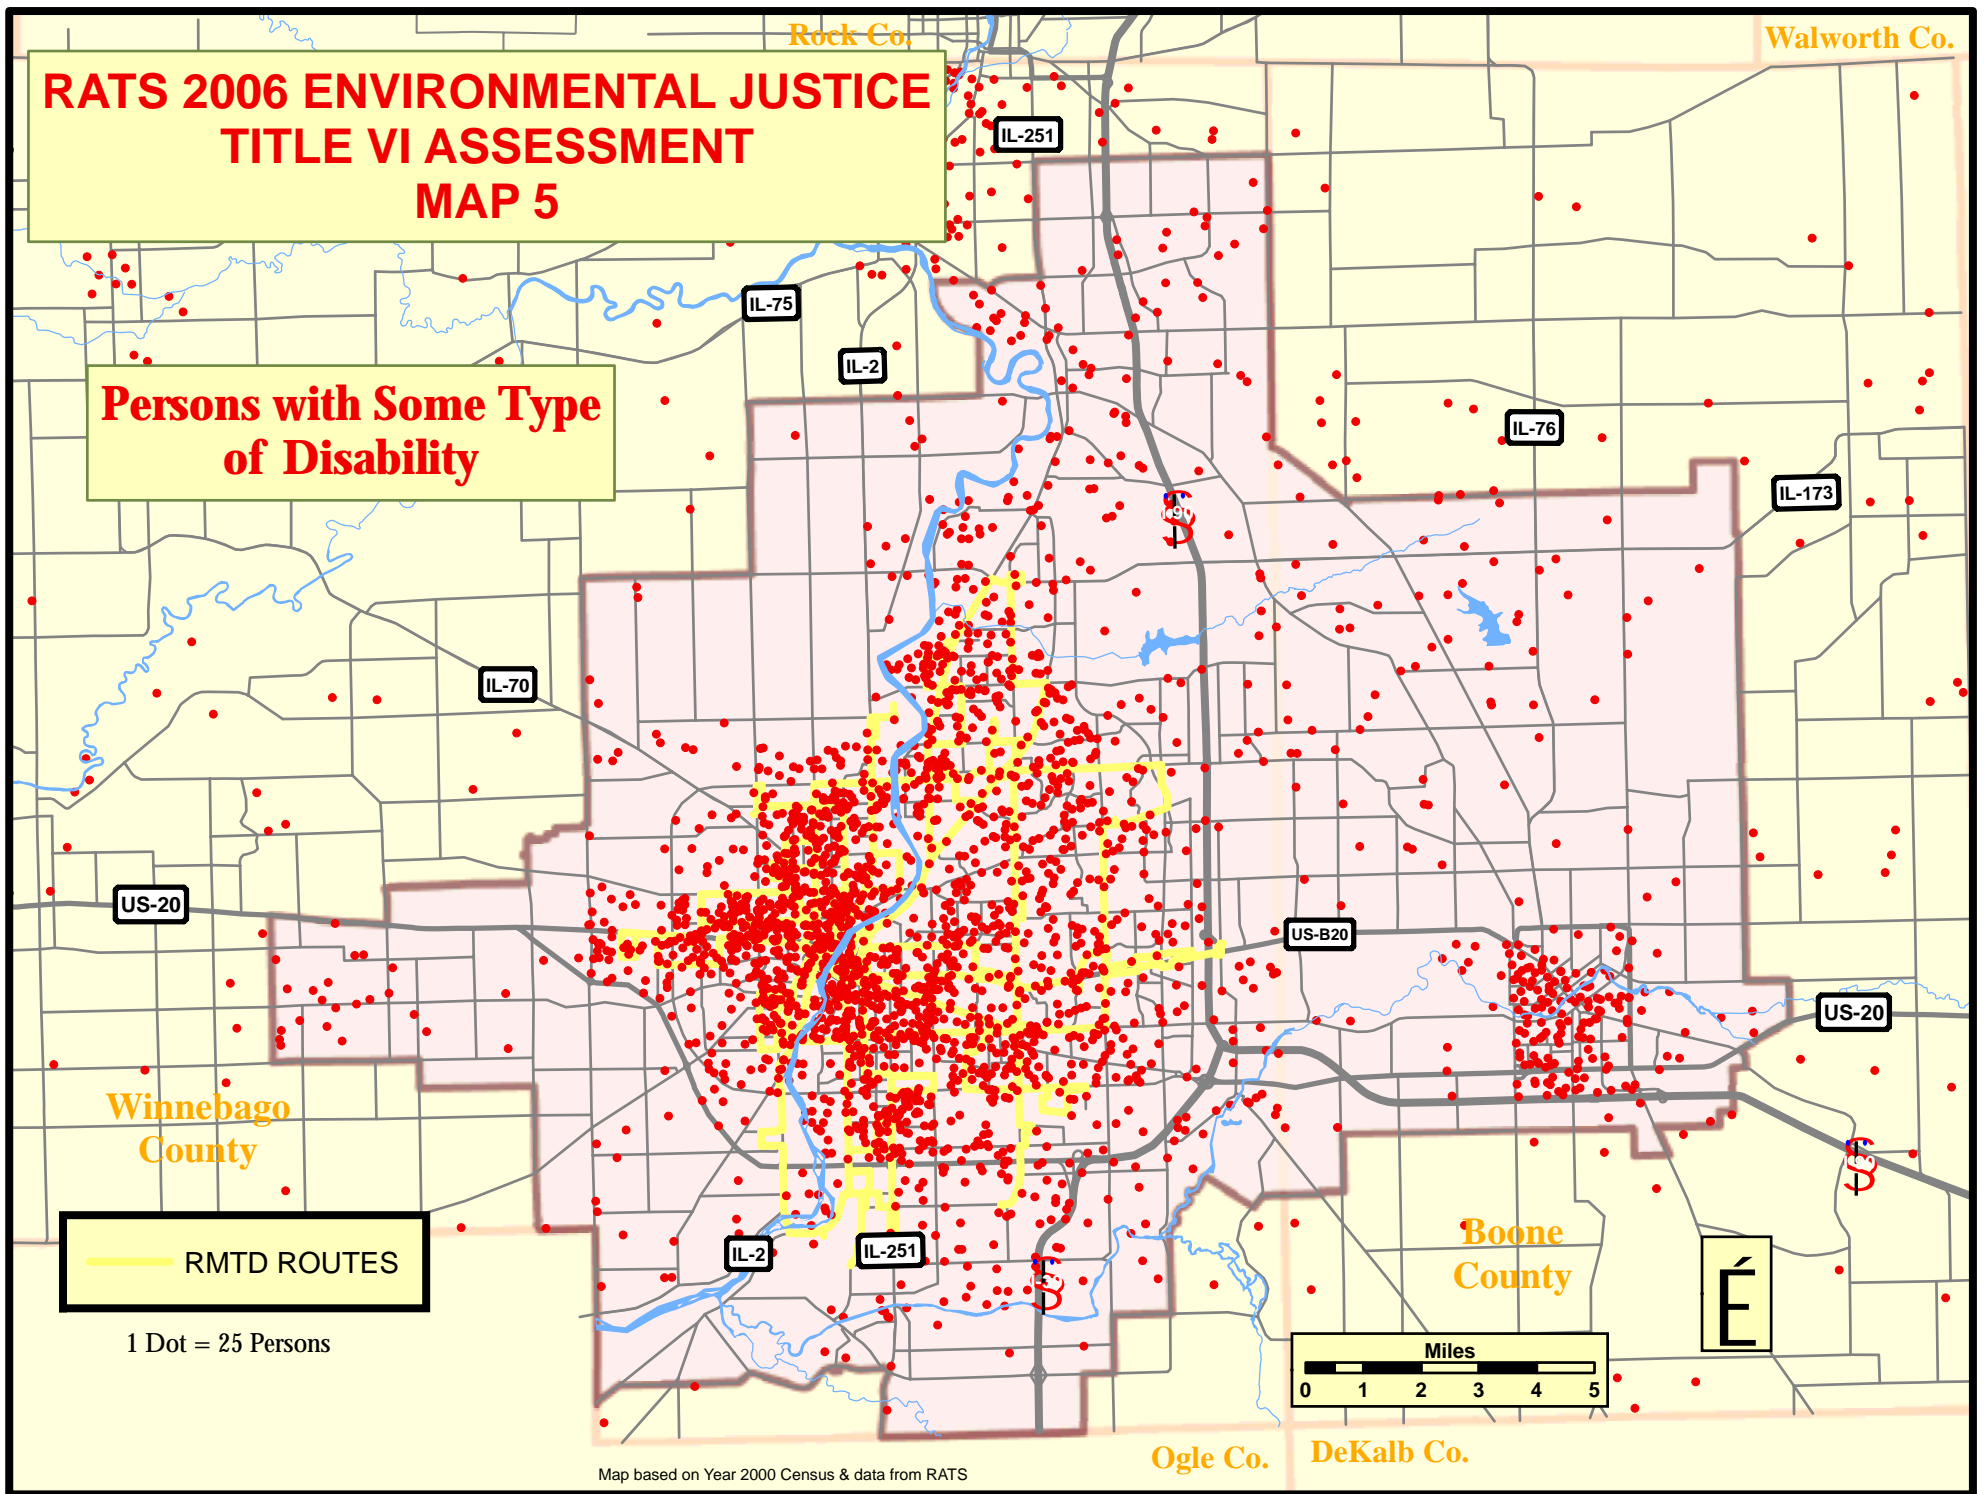 Rock Co.
Walworth Co.
RATS 2006 ENVIRONMENTAL JUSTICE
TITLE VI ASSESSMENT
MAP 5
IL-251
IL-75
IL-2
Persons with Some Type
of Disability
IL-76
IL-173
IL-70
US-20
US-B20
US-20
Winnebago
County
RMTD ROUTES
1 Dot = 25 Persons
IL-2
IL-251
Boone
County
É
Miles
0 1 2 3 4 5
Ogle Co.
DeKalb Co.
Map based on Year 2000 Census & data from RATS